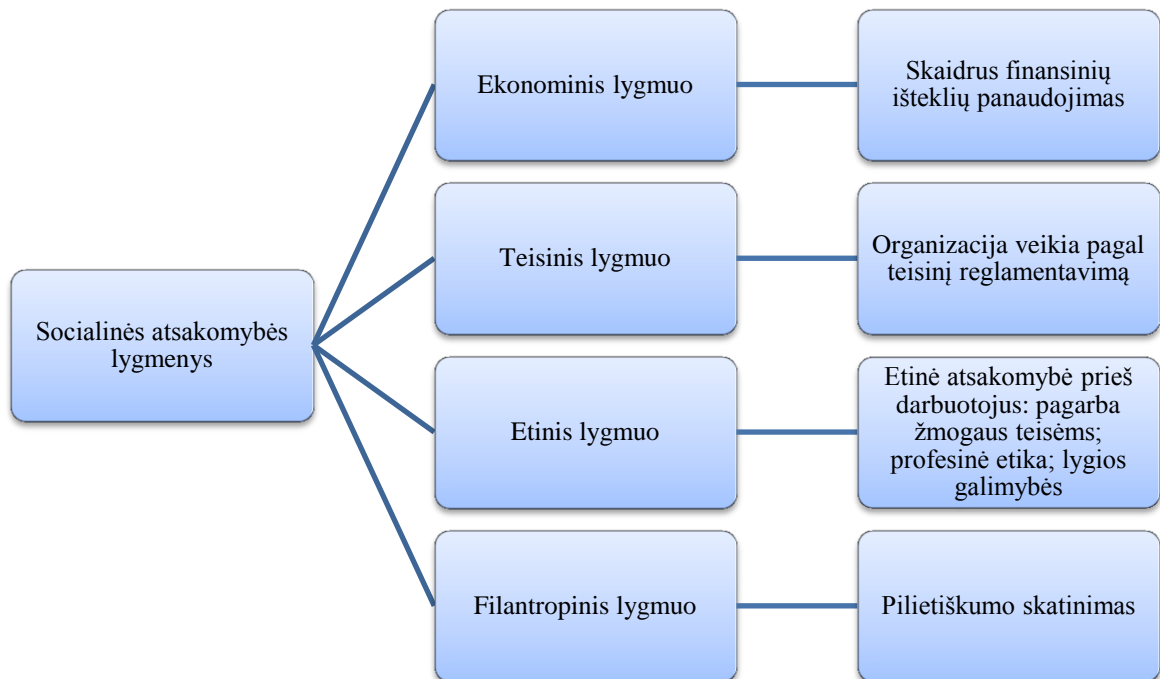 Ekonominis lygmuo
Skaidrus finansinių
išteklių panaudojimas
Teisinis lygmuo
Organizacija veikia pagal
teisinį reglamentavimą
Socialinės atsakomybės
lygmenys
Etinis lygmuo
Etinė atsakomybė prieš
darbuotojus: pagarba
žmogaus teisėms;
profesinė etika; lygios
galimybės
Filantropinis lygmuo
Pilietiškumo skatinimas